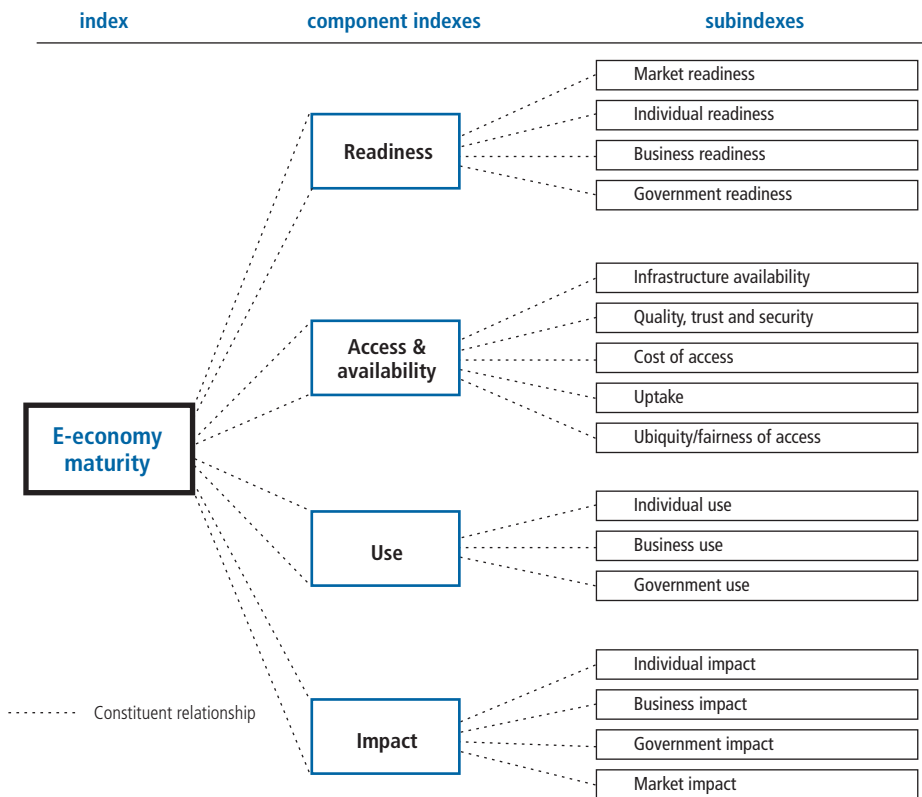 index
component indexes
subindexes
Market readiness
Individual readiness
Readiness
Business readiness
Government readiness
Infrastructure availability
Quality, trust and security
Access &
availability
Cost of access
Uptake
Ubiquity/fairness of access
E-economy
maturity
Individual use
Use
Business use
Government use
Individual impact
Business impact
Impact
Government impact
Market impact
Constituent relationship